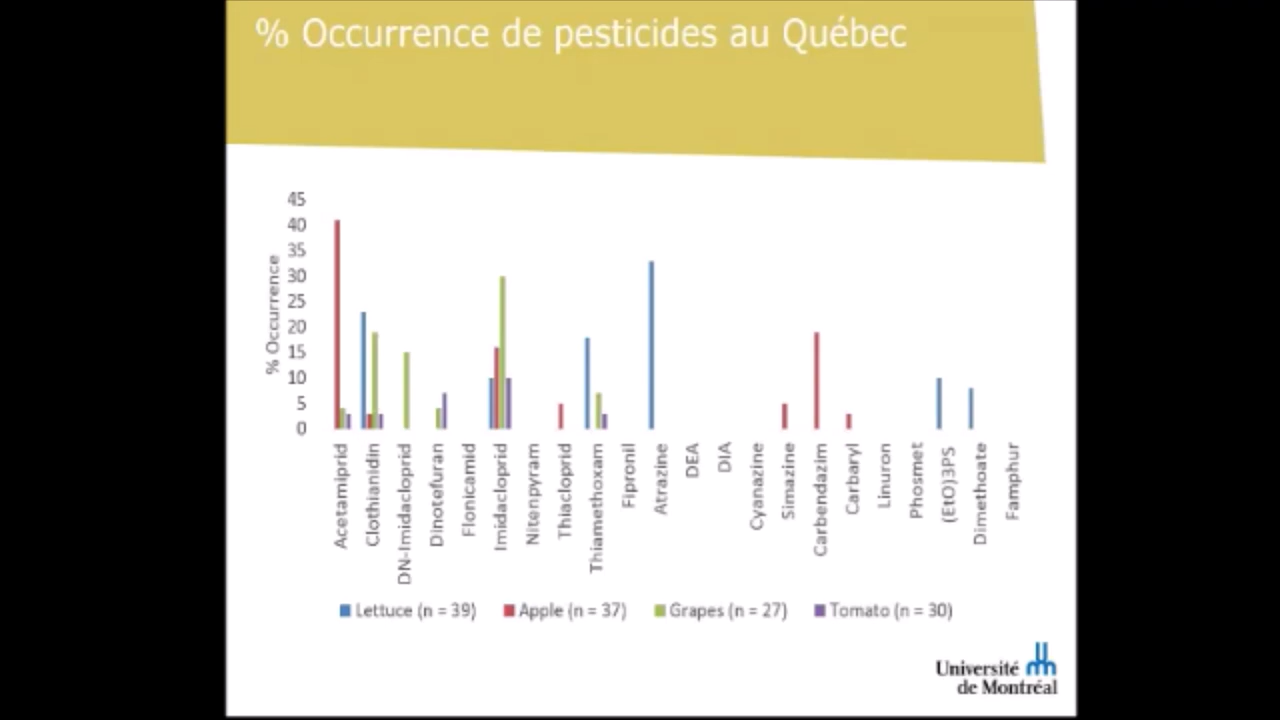 % Occurrence de pesticides au Québec
45
40
35
30
25
20
15
10
5
0
% Occurrence
Acetamiprid
Clothianidin
DN-Imidacloprid
Dinotefuran
Flonicamid
Imidacloprid
Nitenpyram
Thiacloprid
Thiamethoxam
Fipronil
Atrazine
DEA
DIA
Cyanazine
Simazine
Carbendazim
Carbaryl
Linuron
Phosmet
(EtO)3PS
Dimethoate
Famphur
Lettuce (n = 39) Apple (n = 37) Grapes (n = 27) Tomato (n = 30)
Université
de Montréal